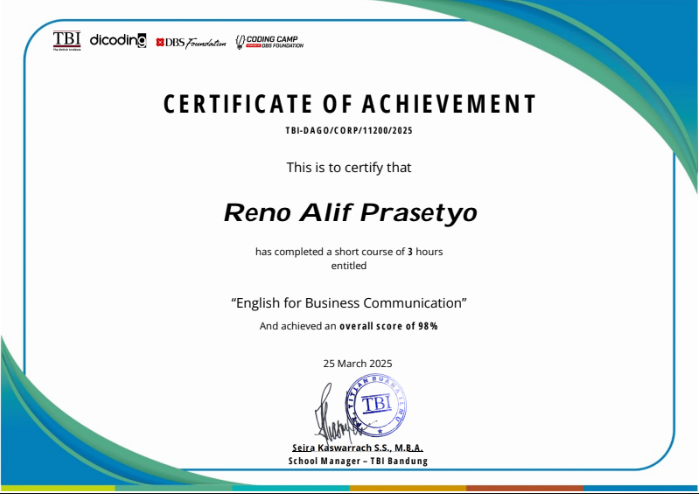 TBI dicoding DBS Foundation CODING CAMP
DBS FOUNDATION
CERTIFICATE OF ACHIEVEMENT
TBI-DAGO/CORP/11200/2025
This is to certify that
Reno Alif Prasetyo
has completed a short course of 3 hours
entitled
“English for Business Communication”
And achieved an overall score of 98%
25 March 2025
TBI
Seira Kaswarrach S.S., M.B.A.
School Manager – TBI Bandung